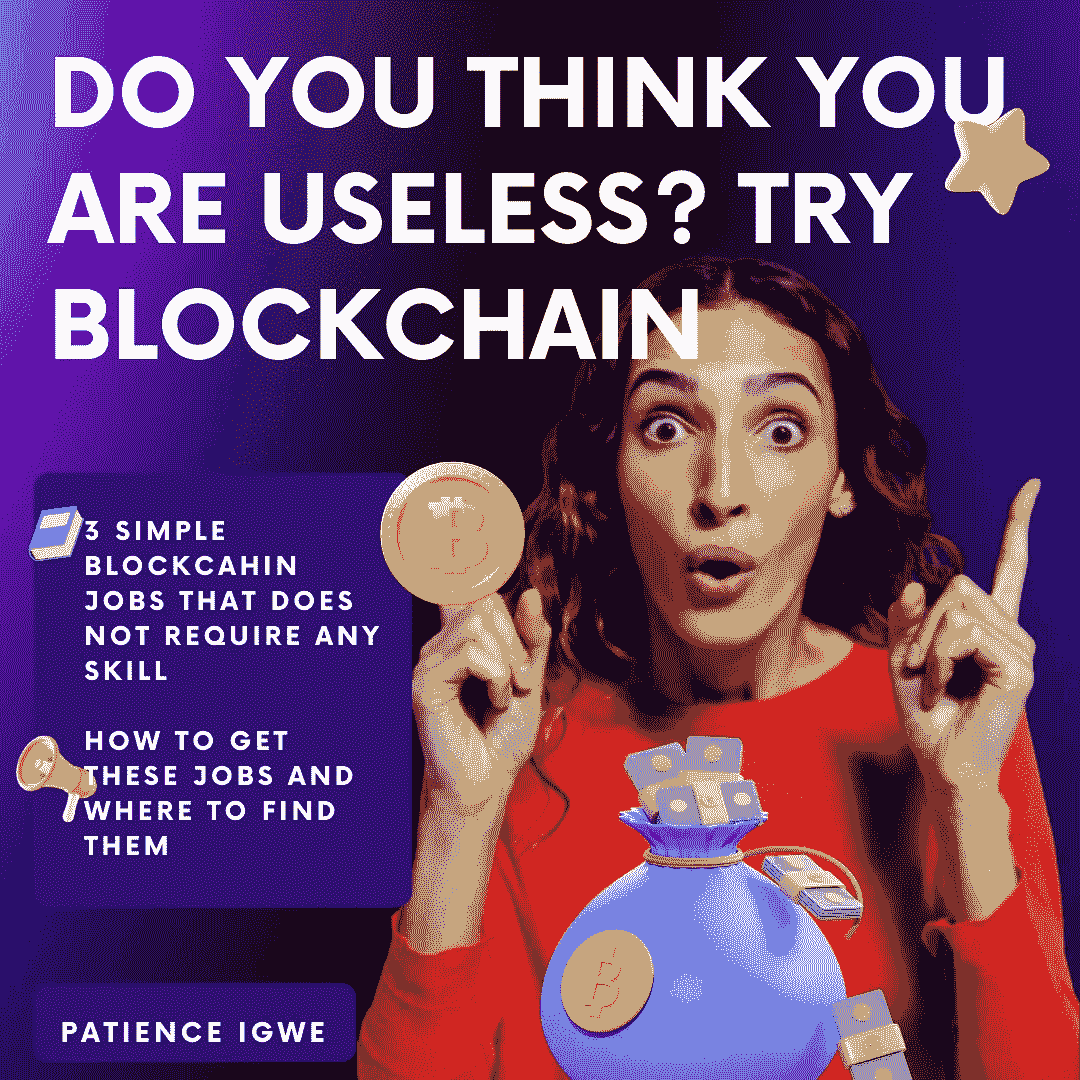 DO YOU THINK YOU
ARE USELESS? TRY
BLOCKCHAIN
3 SIMPLE
BLOCKCAHIN
JOBS THAT DOES
NOT REQUIRE ANY
SKILL
HOW TO GET
THESE JOBS AND
WHERE TO FIND
THEM
PATIENCE IGWE